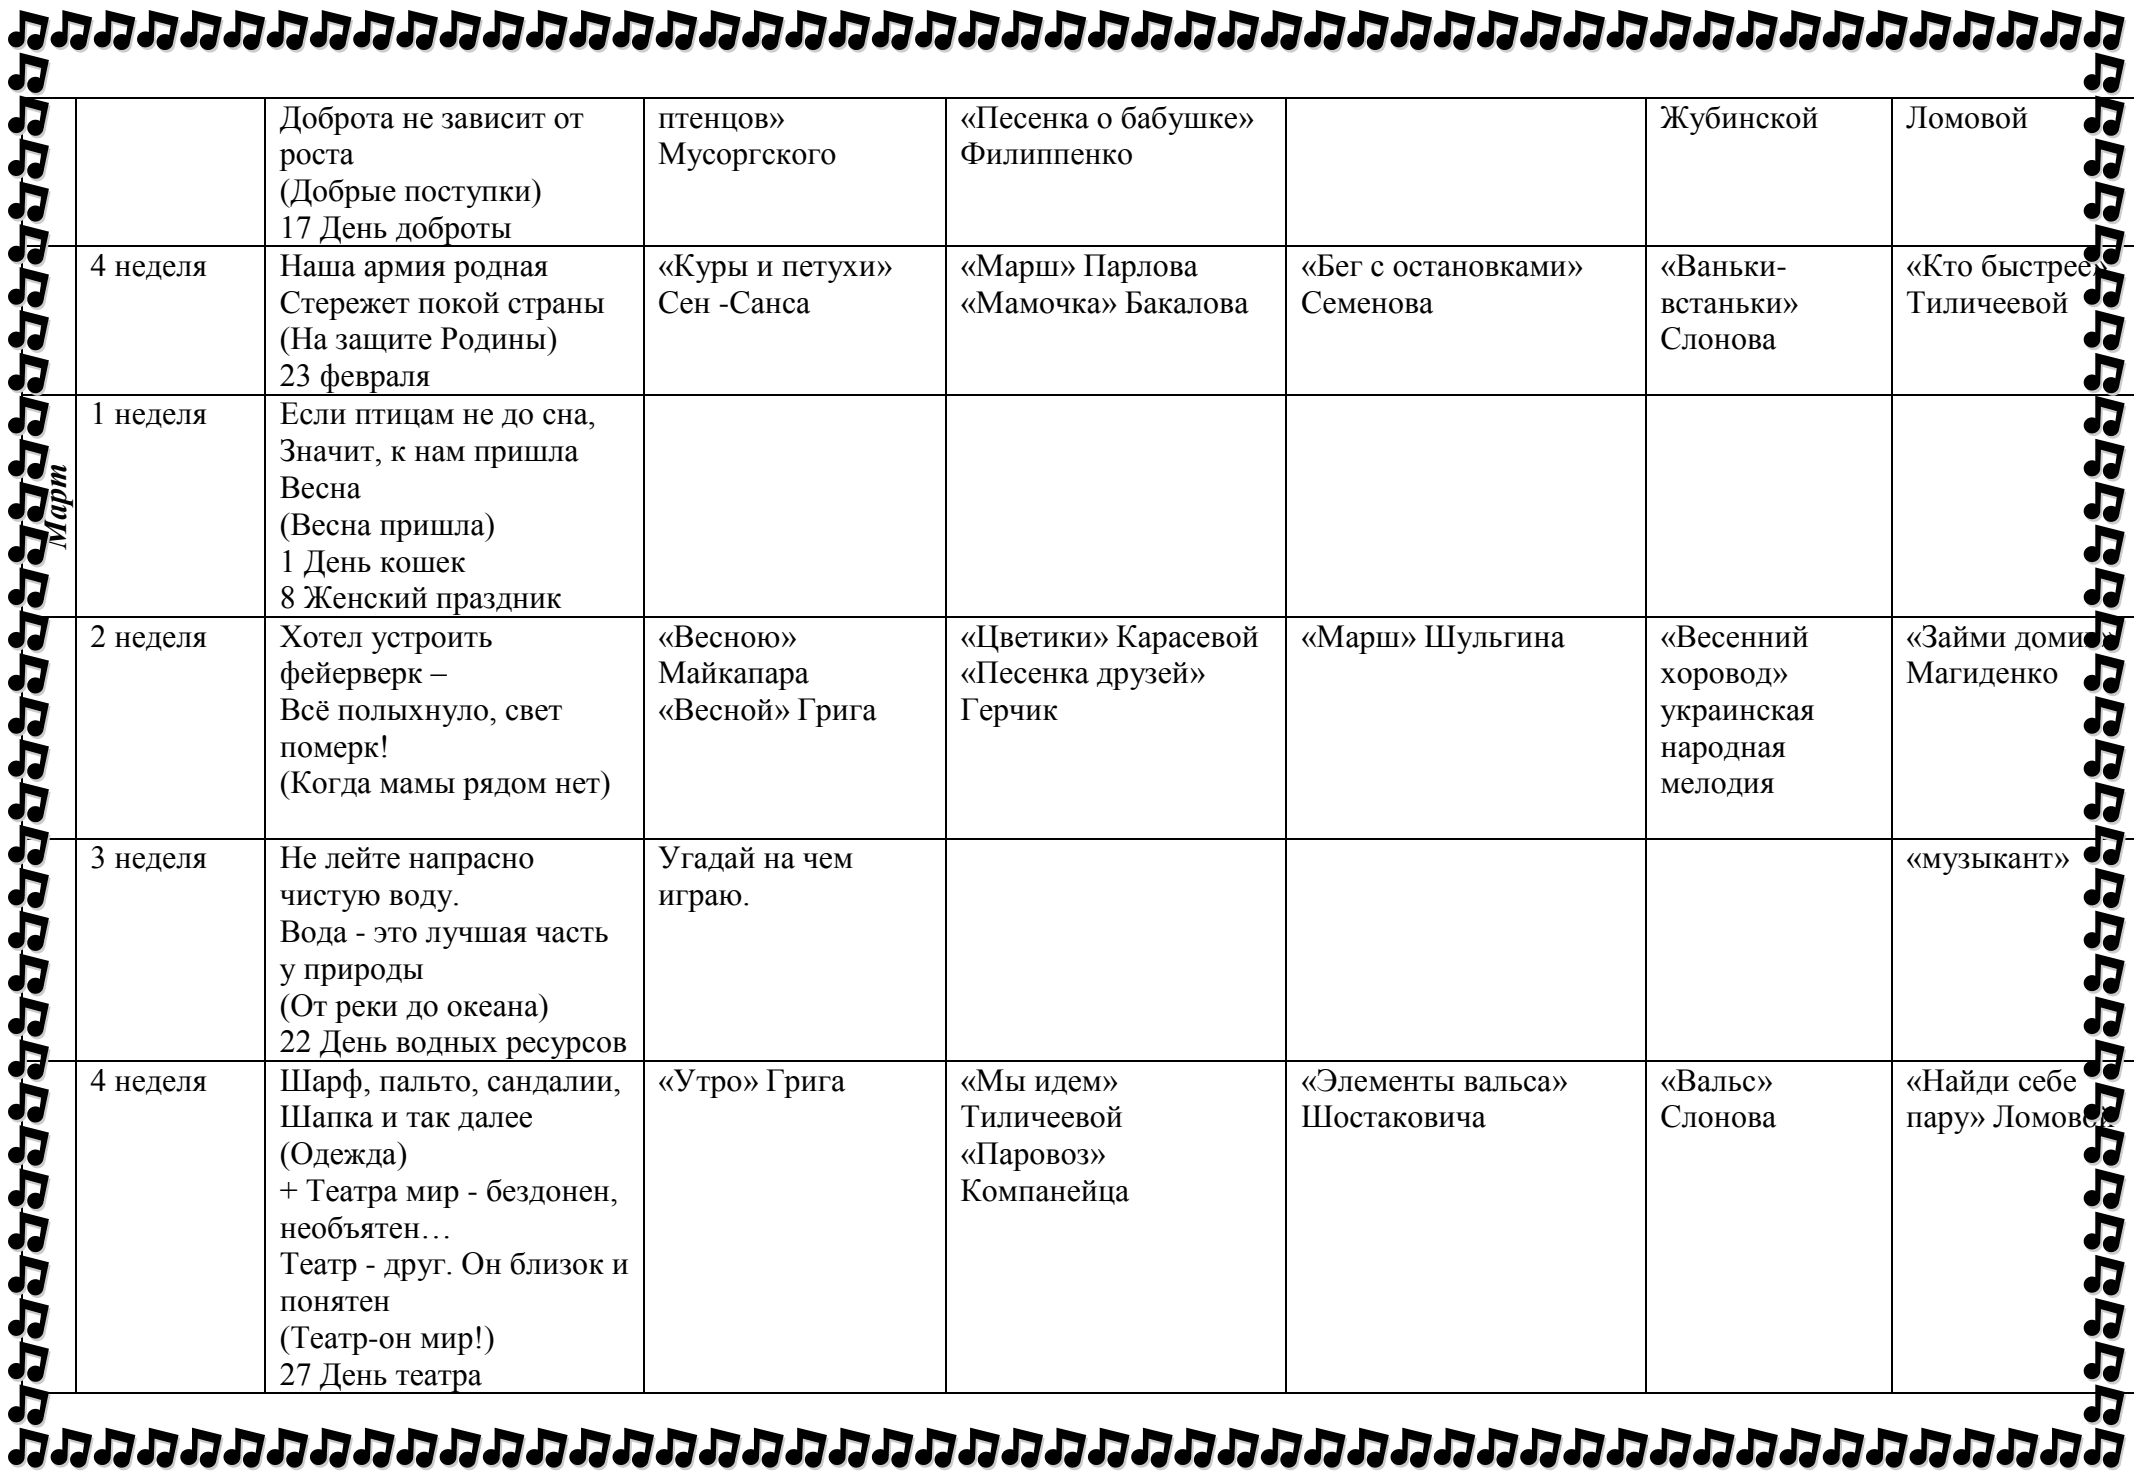 Доброта не зависит от
роста
(Добрые поступки)
17 День доброты
птенцов»
Мусоргского
«Песенка о бабушке»
Филиппенко
Жубинской
Ломовой
4 неделя
Наша армия родная
Стережет покой страны
(На защите Родины)
23 февраля
«Куры и петухи»
Сен -Санса
«Марш» Парлова
«Мамочка» Бакалова
«Бег с остановками»
Семенова
«Ваньки-
встаньки»
Слонова
«Кто быстрее»
Тиличеевой
Март
1 неделя
Если птицам не до сна,
Значит, к нам пришла
Весна
(Весна пришла)
1 День кошек
8 Женский праздник
2 неделя
Хотел устроить
фейерверк –
Всё полыхнуло, свет
померк!
(Когда мамы рядом нет)
«Весною»
Майкапара
«Весной» Грига
«Цветики» Карасевой
«Песенка друзей»
Герчик
«Марш» Шульгина
«Весенний
хоровод»
украинская
народная
мелодия
«Займи домик»
Магиденко
3 неделя
Не лейте напрасно
чистую воду.
Вода - это лучшая часть
у природы
(От реки до океана)
22 День водных ресурсов
Угадай на чем
играю.
«музыкант»
4 неделя
Шарф, пальто, сандалии,
Шапка и так далее
(Одежда)
+ Театра мир - бездонен,
необъятен…
Театр - друг. Он близок и
понятен
(Театр-он мир!)
27 День театра
«Утро» Грига
«Мы идем»
Тиличеевой
«Паровоз»
Компанейца
«Элементы вальса»
Шостаковича
«Вальс»
Слонова
«Найди себе
пару» Ломовой